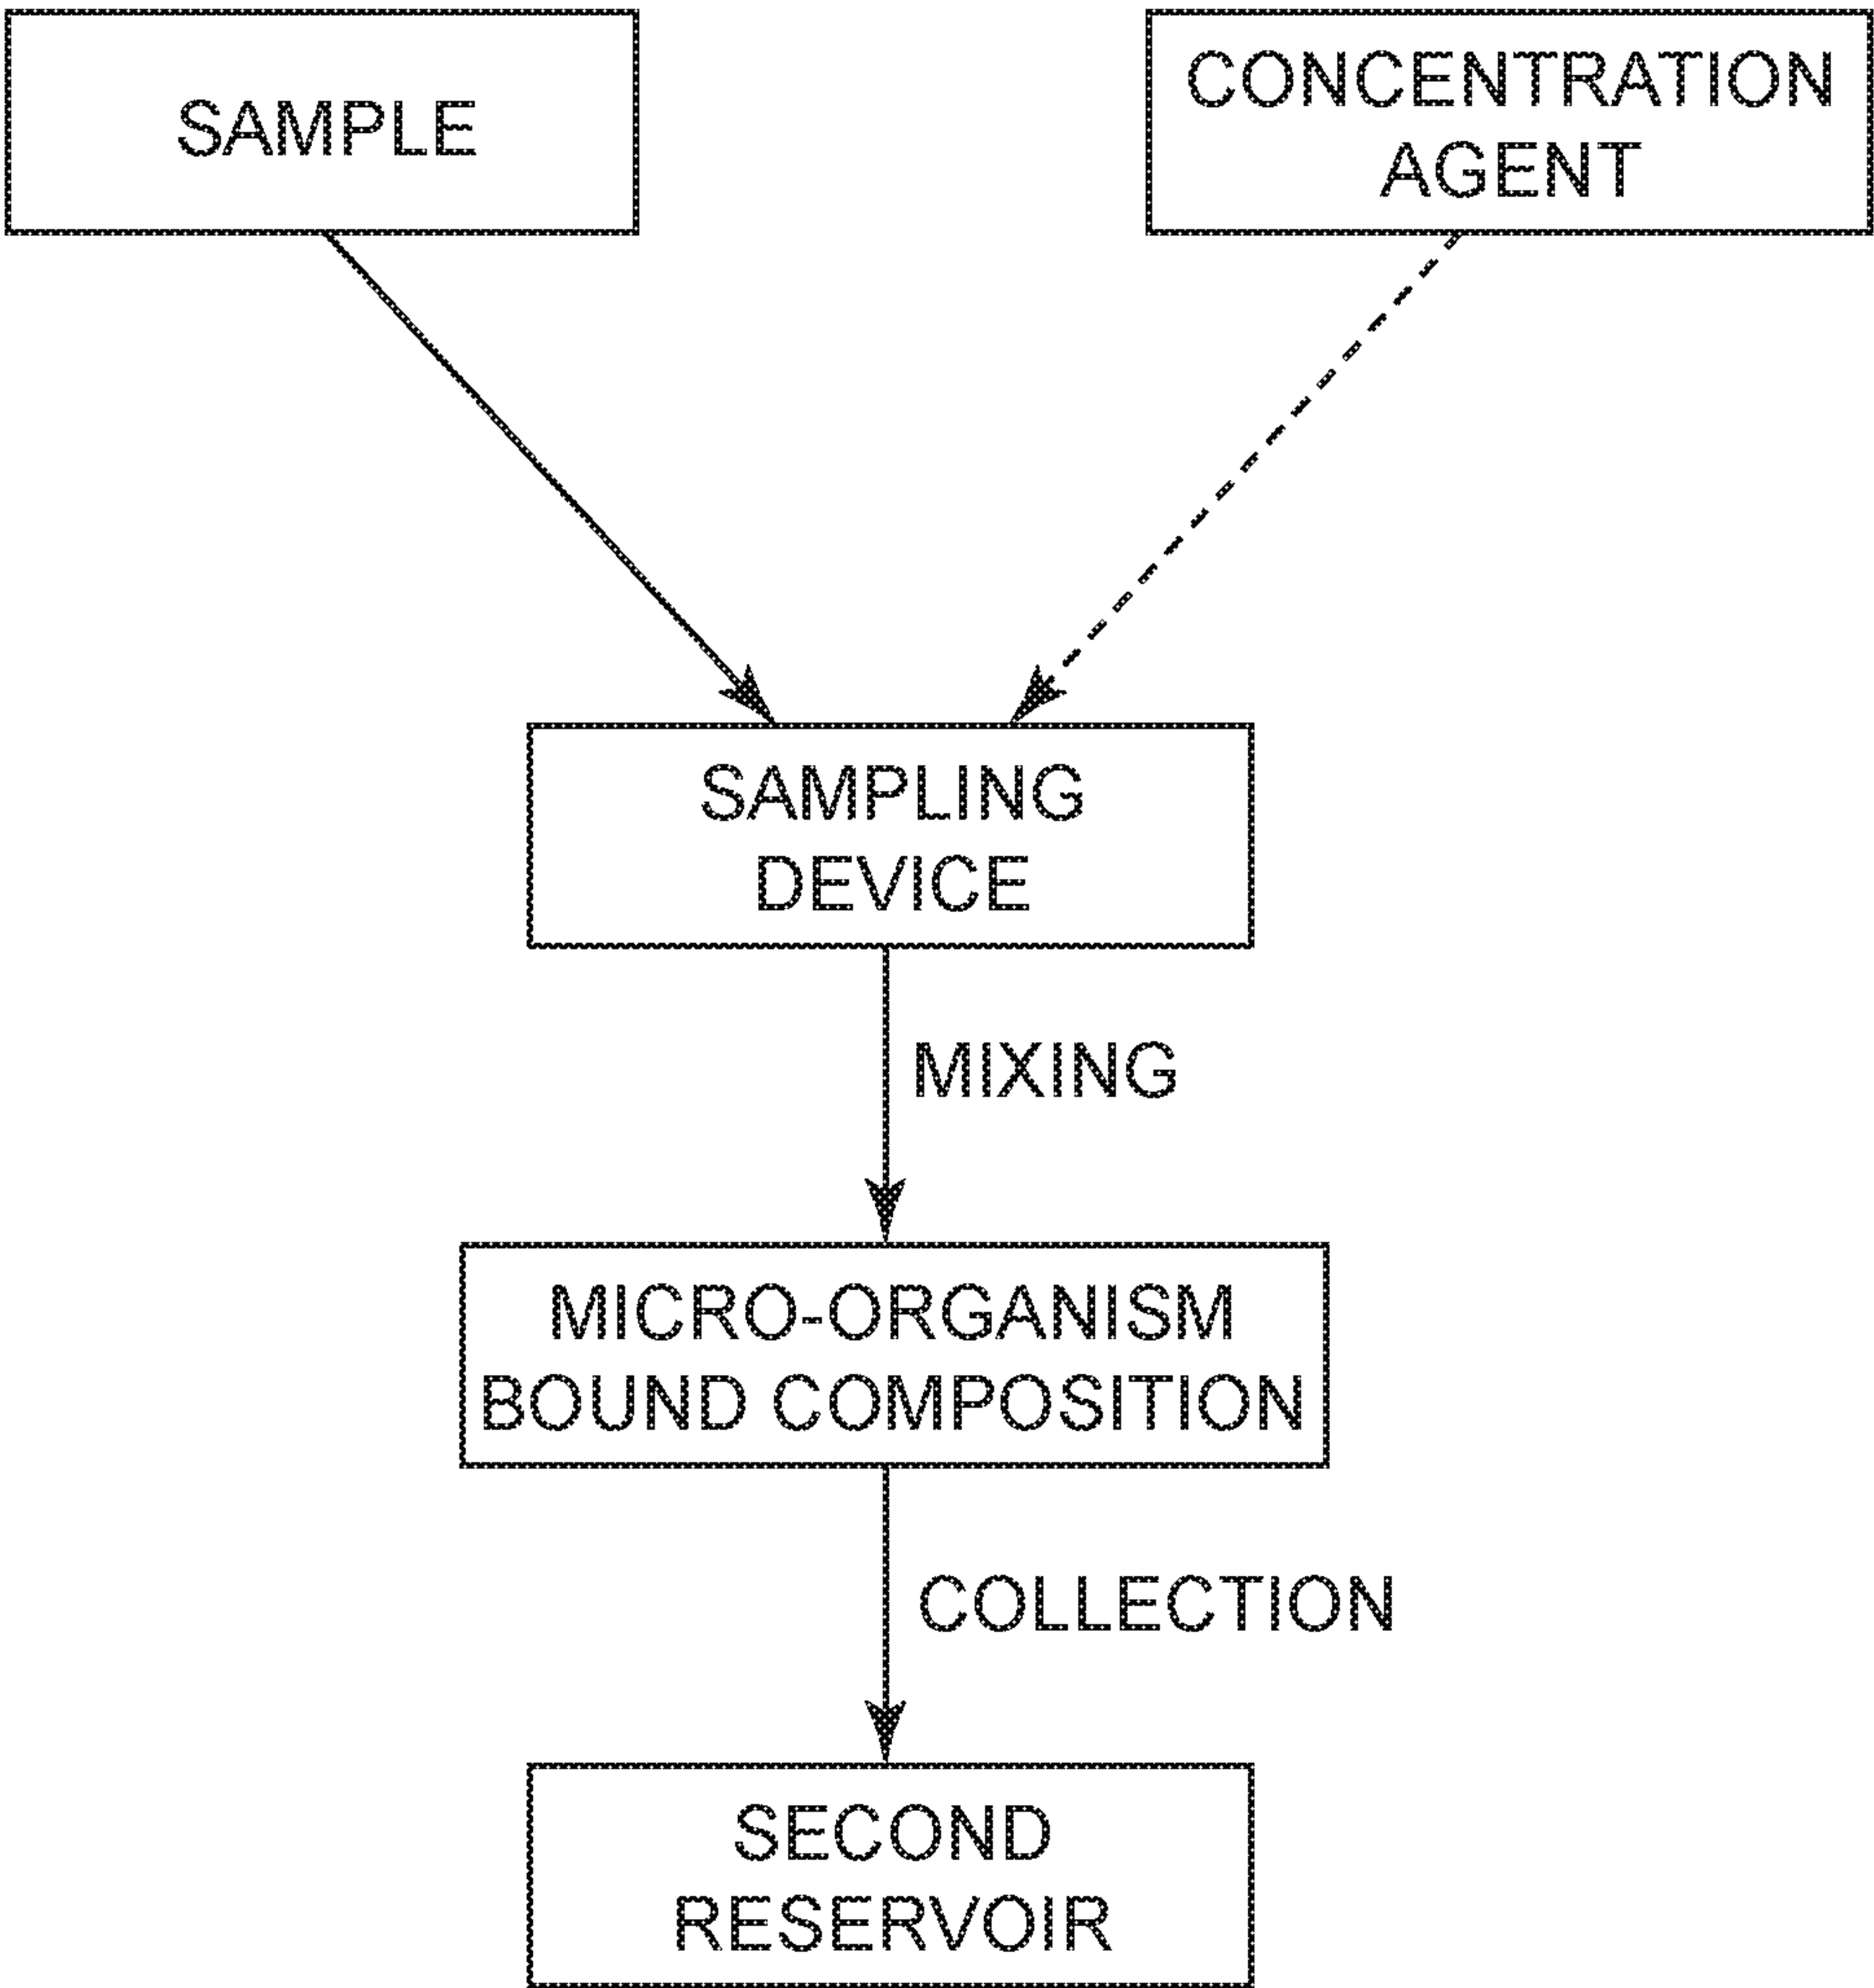 SAMPLE
CONCENTRATION
AGENT
SAMPLING
DEVICE
MIXING
MICRO-ORGANISM
BOUND COMPOSITION
COLLECTION
SECOND
RESERVOIR